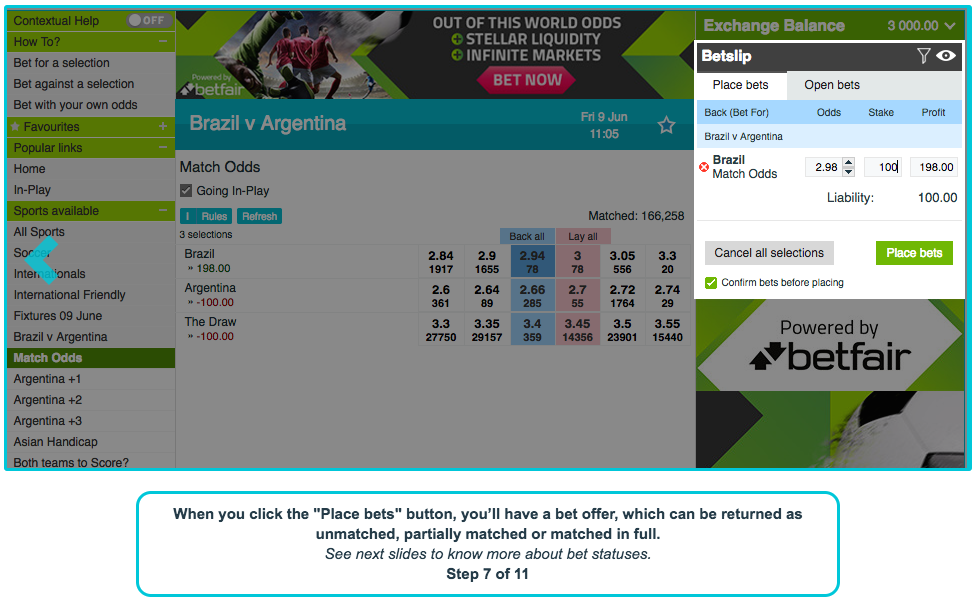 Contextual Help OFF
How To? −
Bet for a selection
Bet against a selection
Bet with your own odds
Favourites +
Popular links −
Home
In-Play
Sports available −
All Sports
Soccer
Internationals
International Friendly
Fixtures 09 June
Brazil v Argentina
Match Odds
Argentina +1
Argentina +2
Argentina +3
Asian Handicap
Both teams to Score?
Powered by
betfair
OUT OF THIS WORLD ODDS
STELLAR LIQUIDITY
INFINITE MARKETS
BET NOW
Brazil v Argentina
Fri 9 Jun
11:05
Match Odds
Going In-Play
I Rules Refresh
Matched: 166,258
3 selections
Back all Lay all
Brazil 2.84 2.9 2.94 3 3.05 3.3
» 198.00 1917 1655 78 78 556 20
Argentina 2.6 2.64 2.66 2.7 2.72 2.74
» -100.00 361 89 285 55 1764 29
The Draw 3.3 3.35 3.4 3.45 3.5 3.55
» -100.00 27750 29157 359 14356 23901 15440
Exchange Balance 3 000.00
Betslip
Place bets Open bets
Back (Bet For) Odds Stake Profit
Brazil v Argentina
Brazil
Match Odds 2.98 100 198.00
Liability: 100.00
Cancel all selections Place bets
Confirm bets before placing
Powered by
betfair
When you click the "Place bets" button, you’ll have a bet offer, which can be returned as
unmatched, partially matched or matched in full.
See next slides to know more about bet statuses.
Step 7 of 11